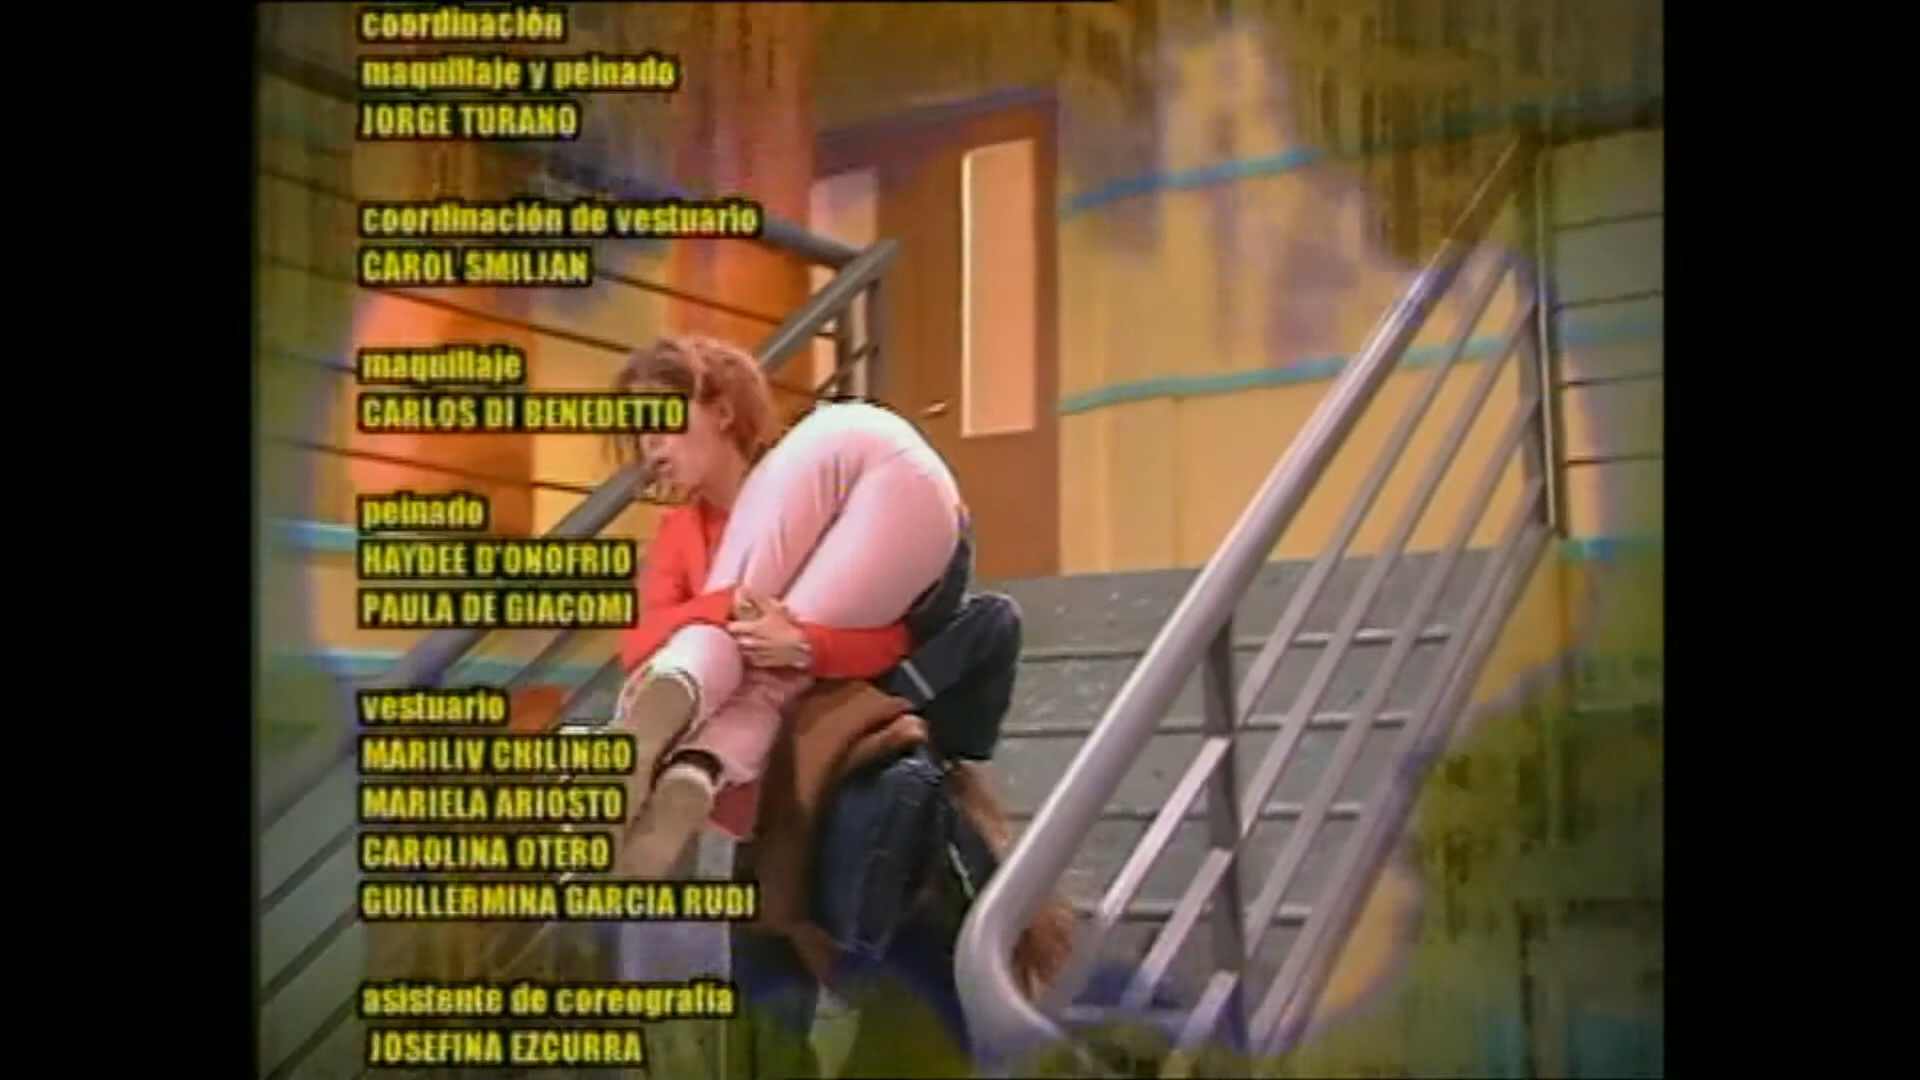 coordinación
maquillaje y peinado
JORGE TURANO
coordinación de vestuario
CAROL SMILJAN
maquillaje
CARLOS DI BENEDETTO
peinado
HAYDEE D'ONOFRIO
PAULA DE GIACOMI
vestuario
MARILIV CHILINGO
MARIELA ARIOSTO
CAROLINA OTERO
GUILLERMINA GARCIA RUDI
asistente de coreografía
JOSEFINA EZCURRA